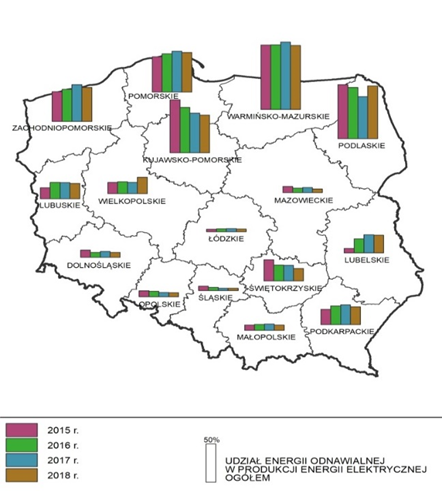 POMORSKIE
ZACHODNIOPOMORSKIE
WARMIŃSKO-MAZURSKIE
KUJAWSKO-POMORSKIE
PODLASKIE
LUBUSKIE
WIELKOPOLSKIE
MAZOWIECKIE
ŁÓDZKIE
LUBELSKIE
DOLNOŚLĄSKIE
OPOLSKIE
ŚLĄSKIE
ŚWIĘTOKRZYSKIE
MAŁOPOLSKIE
PODKARPACKIE
2015 r.
2016 r.
2017 r.
2018 r.
50%
UDZIAŁ ENERGII ODNAWIALNEJ
W PRODUKCJI ENERGII ELEKTRYCZNEJ
OGÓŁEM